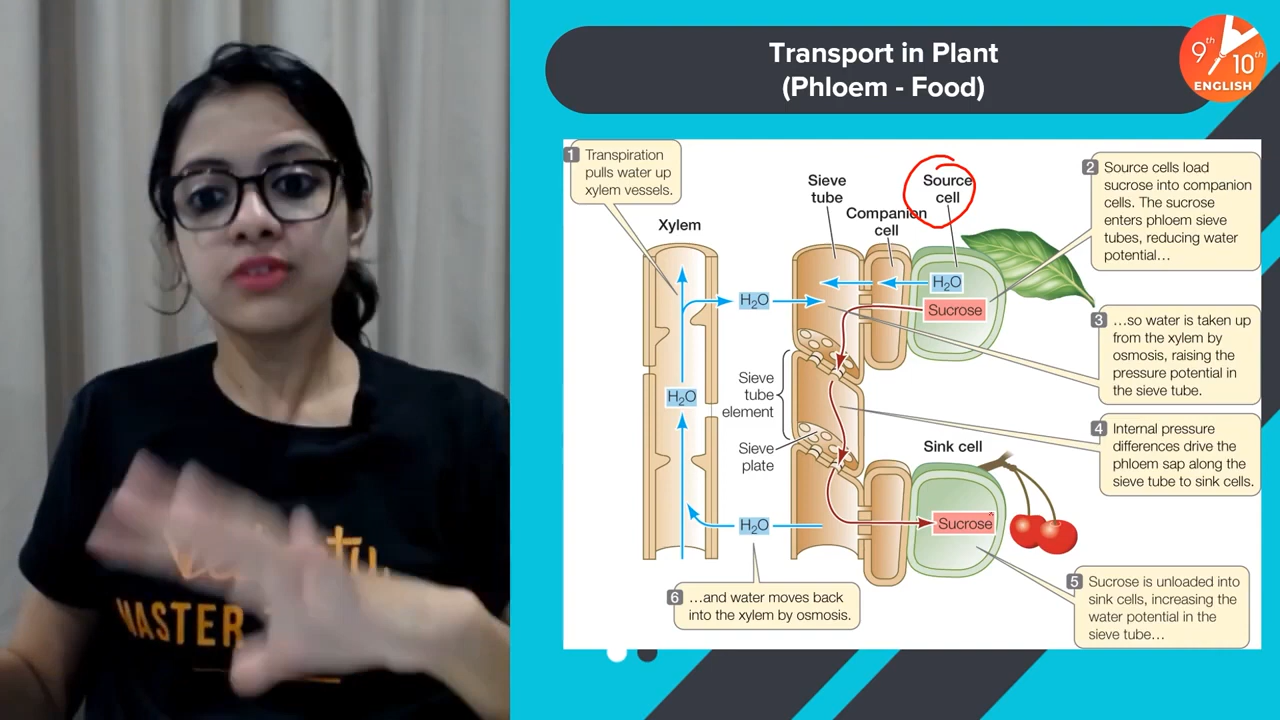 Transport in Plant
(Phloem - Food)
9th
10th
ENGLISH
1 Transpiration
pulls water up
xylem vessels.
Xylem
Sieve
tube
Companion
cell
Source
cell
2 Source cells load
sucrose into companion
cells. The sucrose
enters phloem sieve
tubes, reducing water
potential…
H₂O
Sucrose
H₂O
3 …so water is taken up
from the xylem by
osmosis, raising the
pressure potential in
the sieve tube.
H₂O
Sieve
tube
element
Sieve
plate
4 Internal pressure
differences drive the
phloem sap along the
sieve tube to sink cells.
Sink cell
Sucrose
H₂O
5 Sucrose is unloaded into
sink cells, increasing the
water potential in the
sieve tube…
6 …and water moves back
into the xylem by osmosis.
MASTER